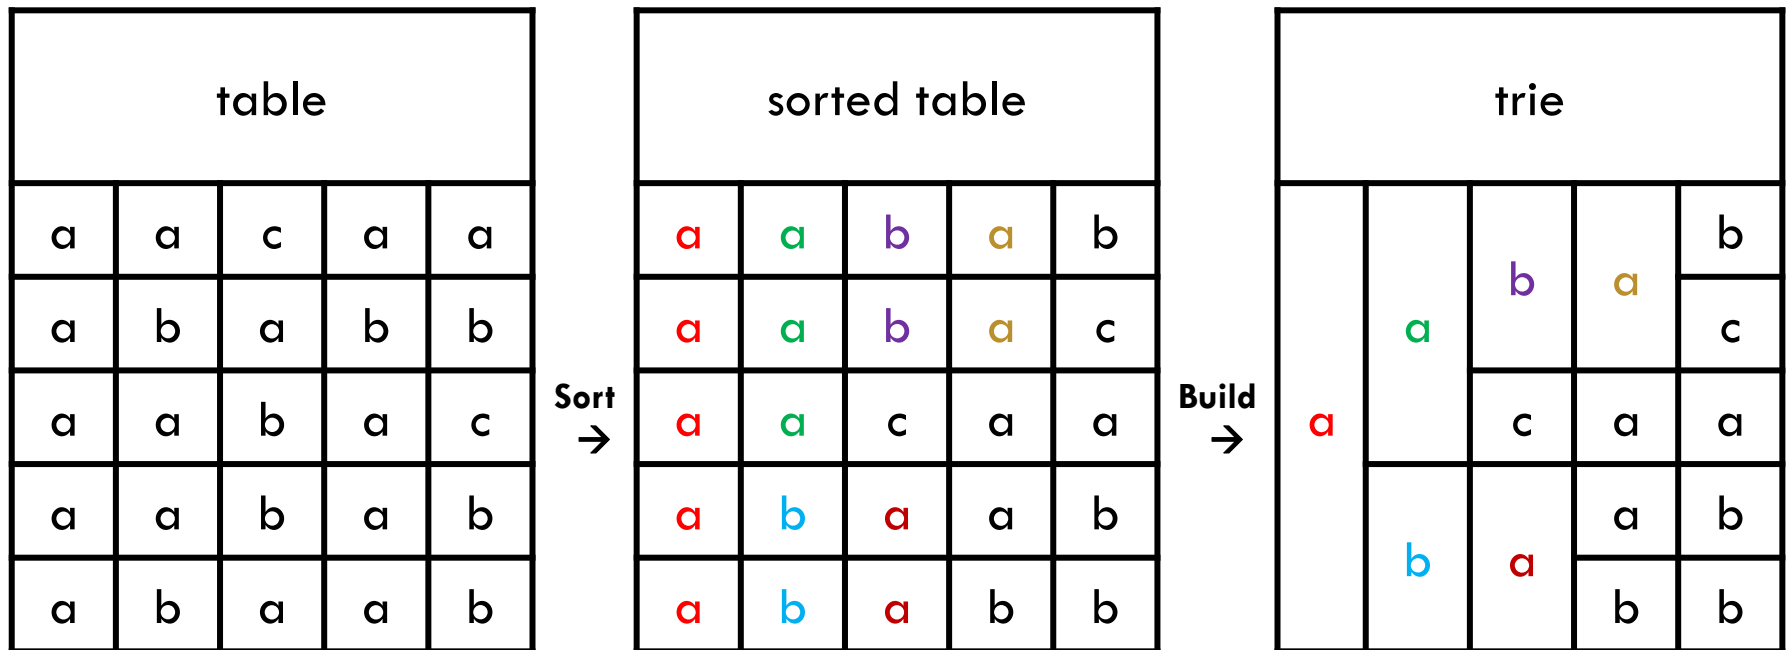 table sorted table trie
a a c a a a a b a b a a b a b
a b a b b a a b a c c
a a b a c Sort → a a c a a Build → c a a
a a b a b a b a a b b a a b
a b a a b a b a b b b b